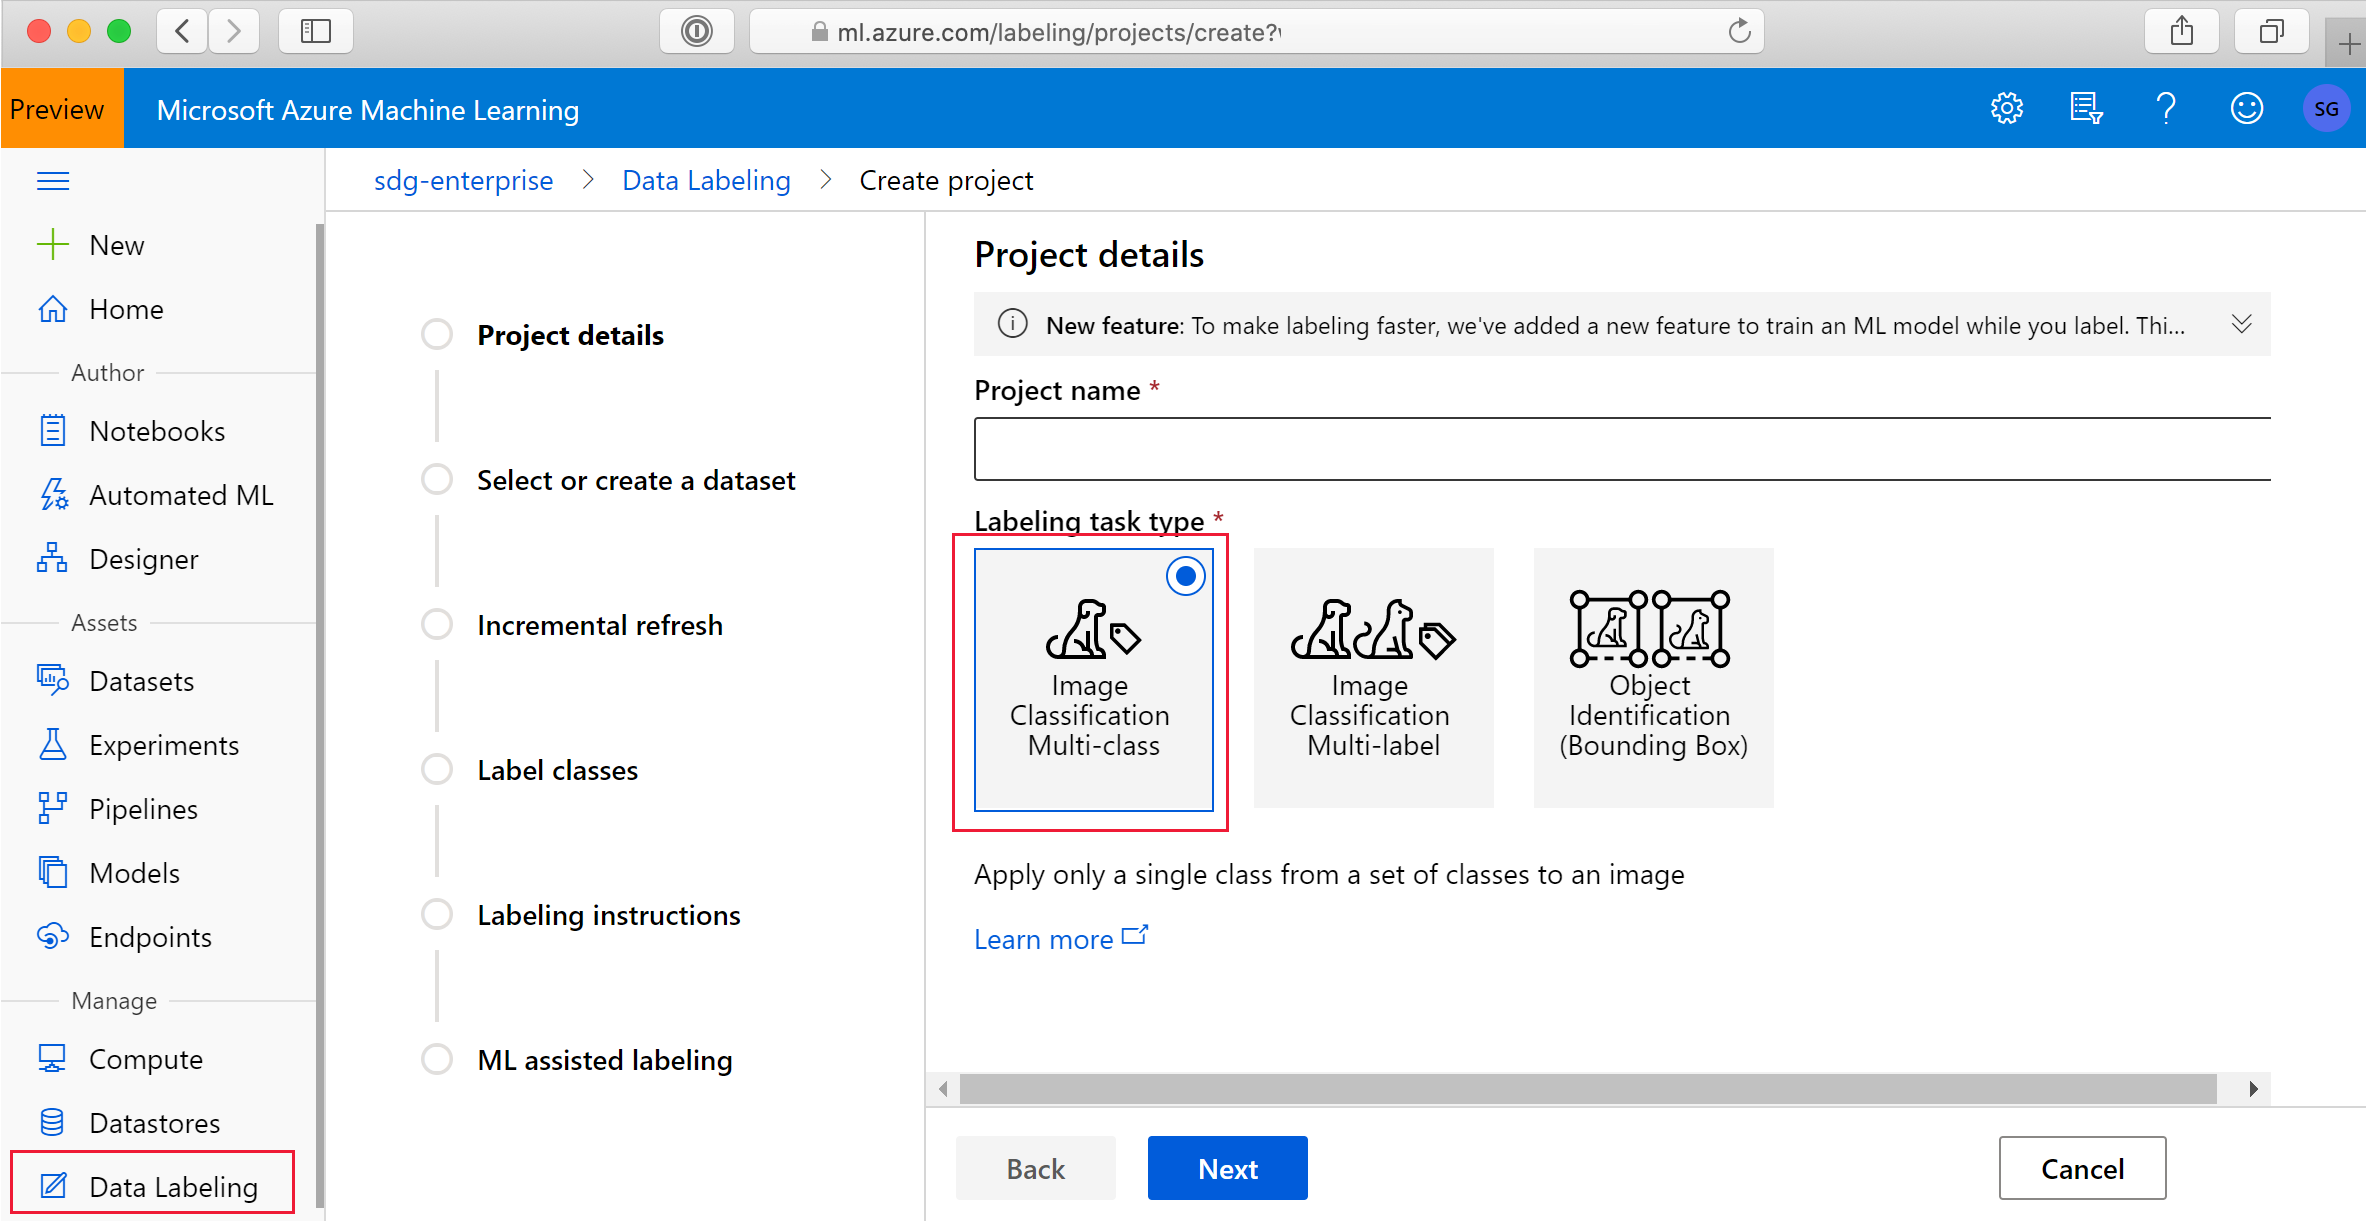 ml.azure.com/labeling/projects/create?
Preview
Microsoft Azure Machine Learning
SG
sdg-enterprise
Data Labeling
Create project
New
Home
Author
Notebooks
Automated ML
Designer
Assets
Datasets
Experiments
Pipelines
Models
Endpoints
Manage
Compute
Datastores
Data Labeling
Project details
Select or create a dataset
Incremental refresh
Label classes
Labeling instructions
ML assisted labeling
Project details
New feature: To make labeling faster, we've added a new feature to train an ML model while you label. Thi...
Project name *
Labeling task type *
Image
Classification
Multi-class
Image
Classification
Multi-label
Object
Identification
(Bounding Box)
Apply only a single class from a set of classes to an image
Learn more
Back
Next
Cancel